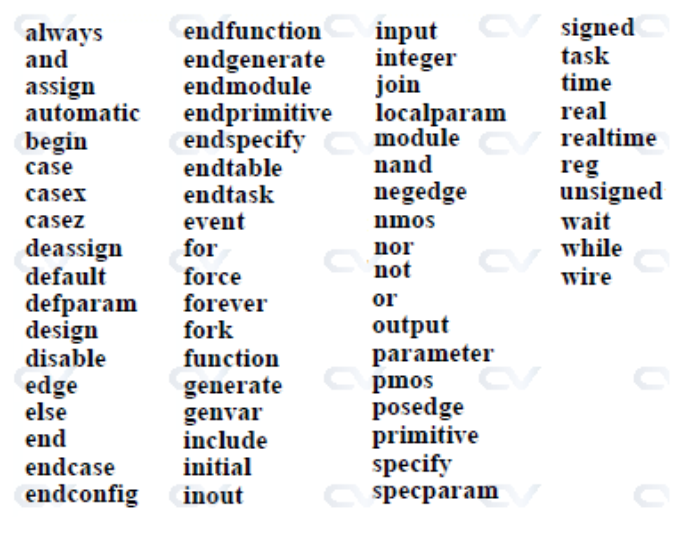 always
and
assign
automatic
begin
case
casex
casez
deassign
default
defparam
design
disable
edge
else
end
endcase
endconfig
endfunction
endgenerate
endmodule
endprimitive
endspecify
endtable
endtask
event
for
force
forever
fork
function
generate
genvar
include
initial
inout
input
integer
join
localparam
module
nand
negedge
nmos
nor
not
or
output
parameter
pmos
posedge
primitive
specify
specparam
signed
task
time
real
realtime
reg
unsigned
wait
while
wire